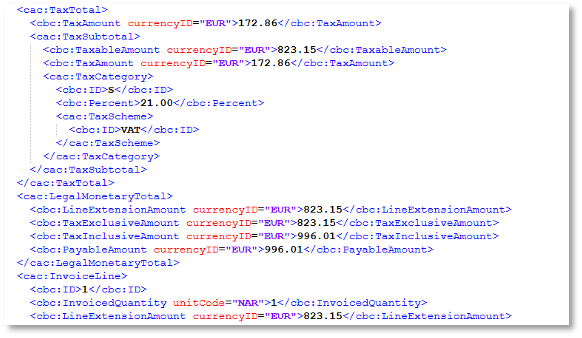 <cac:TaxTotal>
<cbc:TaxAmount currencyID="EUR">172.86</cbc:TaxAmount>
<cac:TaxSubtotal>
<cbc:TaxableAmount currencyID="EUR">823.15</cbc:TaxableAmount>
<cbc:TaxAmount currencyID="EUR">172.86</cbc:TaxAmount>
<cac:TaxCategory>
<cbc:ID>S</cbc:ID>
<cbc:Percent>21.00</cbc:Percent>
<cac:TaxScheme>
<cbc:ID>VAT</cbc:ID>
</cac:TaxScheme>
</cac:TaxCategory>
</cac:TaxSubtotal>
</cac:TaxTotal>
<cac:LegalMonetaryTotal>
<cbc:LineExtensionAmount currencyID="EUR">823.15</cbc:LineExtensionAmount>
<cbc:TaxExclusiveAmount currencyID="EUR">823.15</cbc:TaxExclusiveAmount>
<cbc:TaxInclusiveAmount currencyID="EUR">996.01</cbc:TaxInclusiveAmount>
<cbc:PayableAmount currencyID="EUR">996.01</cbc:PayableAmount>
</cac:LegalMonetaryTotal>
<cac:InvoiceLine>
<cbc:ID>1</cbc:ID>
<cbc:InvoicedQuantity unitCode="NAR">1</cbc:InvoicedQuantity>
<cbc:LineExtensionAmount currencyID="EUR">823.15</cbc:LineExtensionAmount>